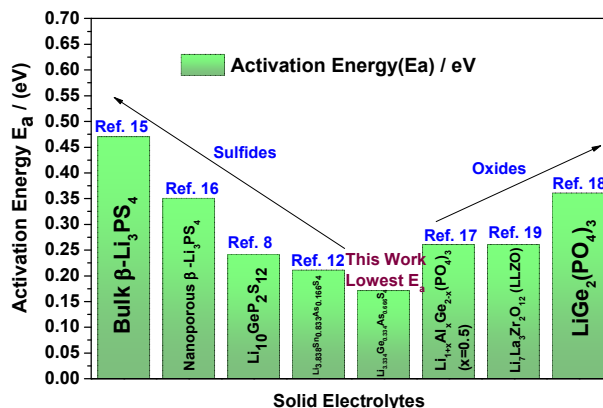 Activation Energy E_a / (eV)
0.70
0.65
0.60
0.55
0.50
0.45
0.40
0.35
0.30
0.25
0.20
0.15
0.10
0.05
0.00
Activation Energy(Ea) / eV
Sulfides
Oxides
Ref. 15
Ref. 16
Ref. 8
Ref. 12
This Work
Lowest E_a
Ref. 17
Ref. 19
Ref. 18
Bulk β-Li₃PS₄
Nanoporous β-Li₃PS₄
Li₁₀GeP₂S₁₂
Li₃.₈₃₈Sn₀.₈₃₃As₀.₁₆₆S₄
Li₃.₃₃₄Ge₀.₃₃₄As₀.₆₆₆S₄
Li₁₊ₓAlₓGe₂₋ₓ(PO₄)₃
(x=0.5)
Li₇La₃Zr₂O₁₂ (LLZO)
LiGe₂(PO₄)₃
Solid Electrolytes